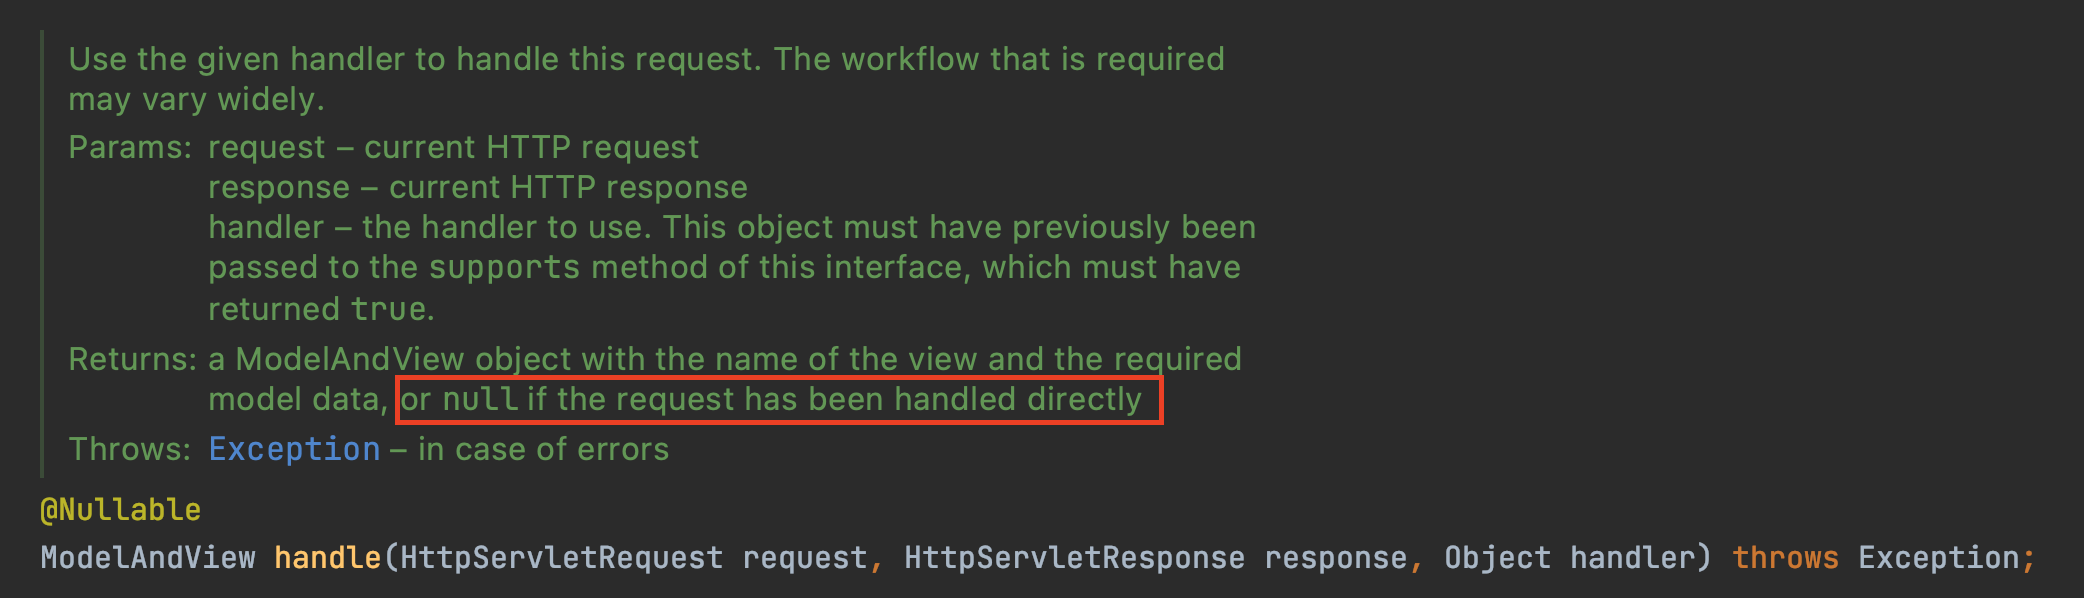 Use the given handler to handle this request. The workflow that is required
may vary widely.
Params: request – current HTTP request
response – current HTTP response
handler – the handler to use. This object must have previously been
passed to the supports method of this interface, which must have
returned true.
Returns: a ModelAndView object with the name of the view and the required
model data, or null if the request has been handled directly
Throws: Exception – in case of errors
@Nullable
ModelAndView handle(HttpServletRequest request, HttpServletResponse response, Object handler) throws Exception;